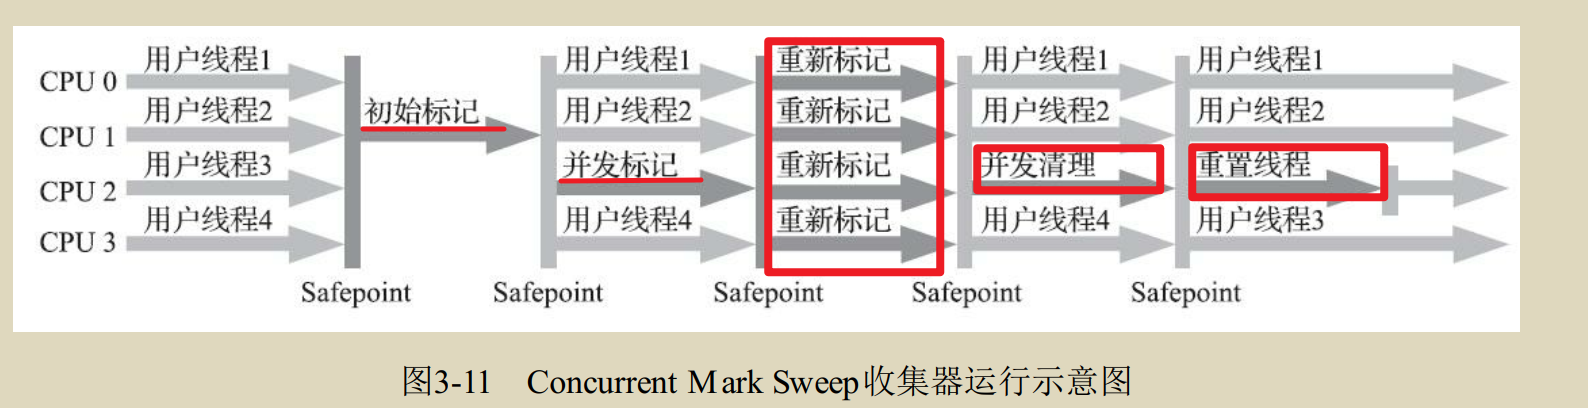 用户线程1 用户线程1 重新标记 用户线程1 用户线程1
CPU 0
用户线程2 初始标记 用户线程2 重新标记 用户线程2 用户线程2
CPU 1
用户线程3 并发标记 重新标记 并发清理 重置线程
CPU 2
用户线程4 用户线程4 重新标记 用户线程4 用户线程3
CPU 3
Safepoint Safepoint Safepoint Safepoint Safepoint
图3-11 Concurrent Mark Sweep收集器运行示意图